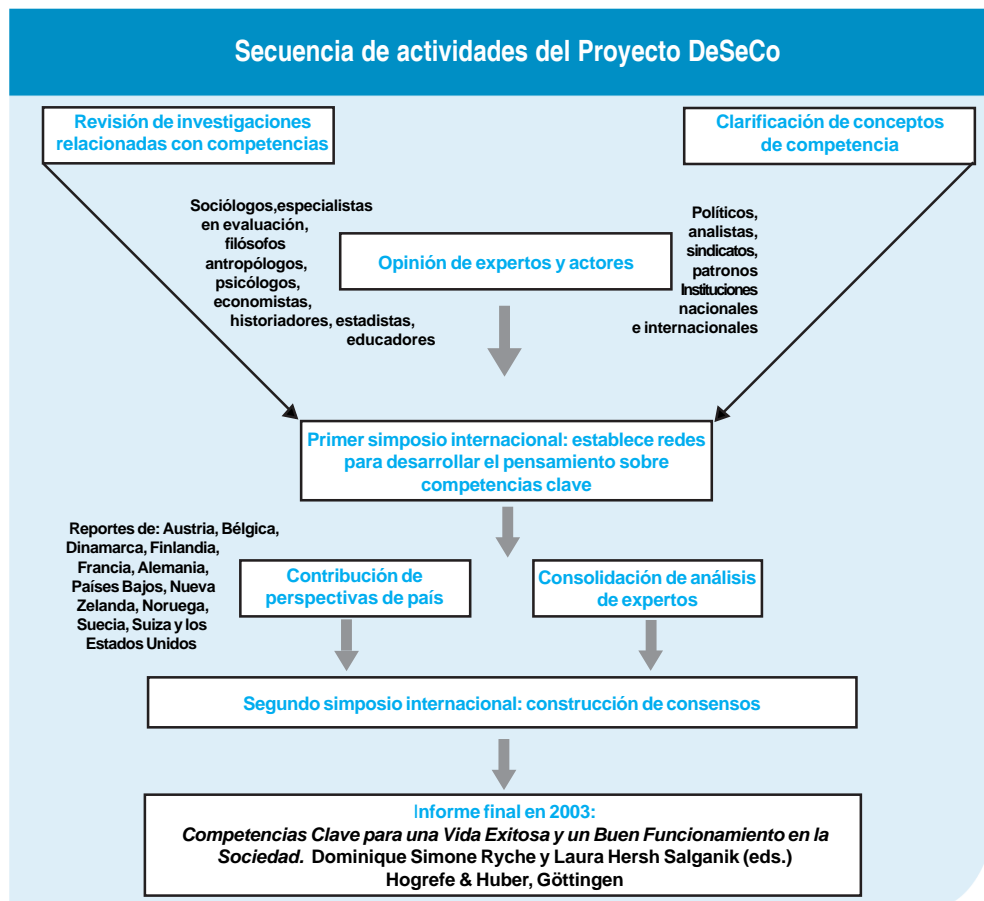 Secuencia de actividades del Proyecto DeSeCo
Revisión de investigaciones
relacionadas con competencias
Clarificación de conceptos
de competencia
Sociólogos,especialistas
en evaluación,
filósofos
antropólogos,
psicólogos,
economistas,
historiadores, estadistas,
educadores
Opinión de expertos y actores
Políticos,
analistas,
sindicatos,
patronos
Instituciones
nacionales
e internacionales
Primer simposio internacional: establece redes
para desarrollar el pensamiento sobre
competencias clave
Reportes de: Austria, Bélgica,
Dinamarca, Finlandia,
Francia, Alemania,
Países Bajos, Nueva
Zelanda, Noruega,
Suecia, Suiza y los
Estados Unidos
Contribución de
perspectivas de país
Consolidación de análisis
de expertos
Segundo simposio internacional: construcción de consensos
Informe final en 2003:
Competencias Clave para una Vida Exitosa y un Buen Funcionamiento en la
Sociedad. Dominique Simone Ryche y Laura Hersh Salganik (eds.)
Hogrefe & Huber, Göttingen